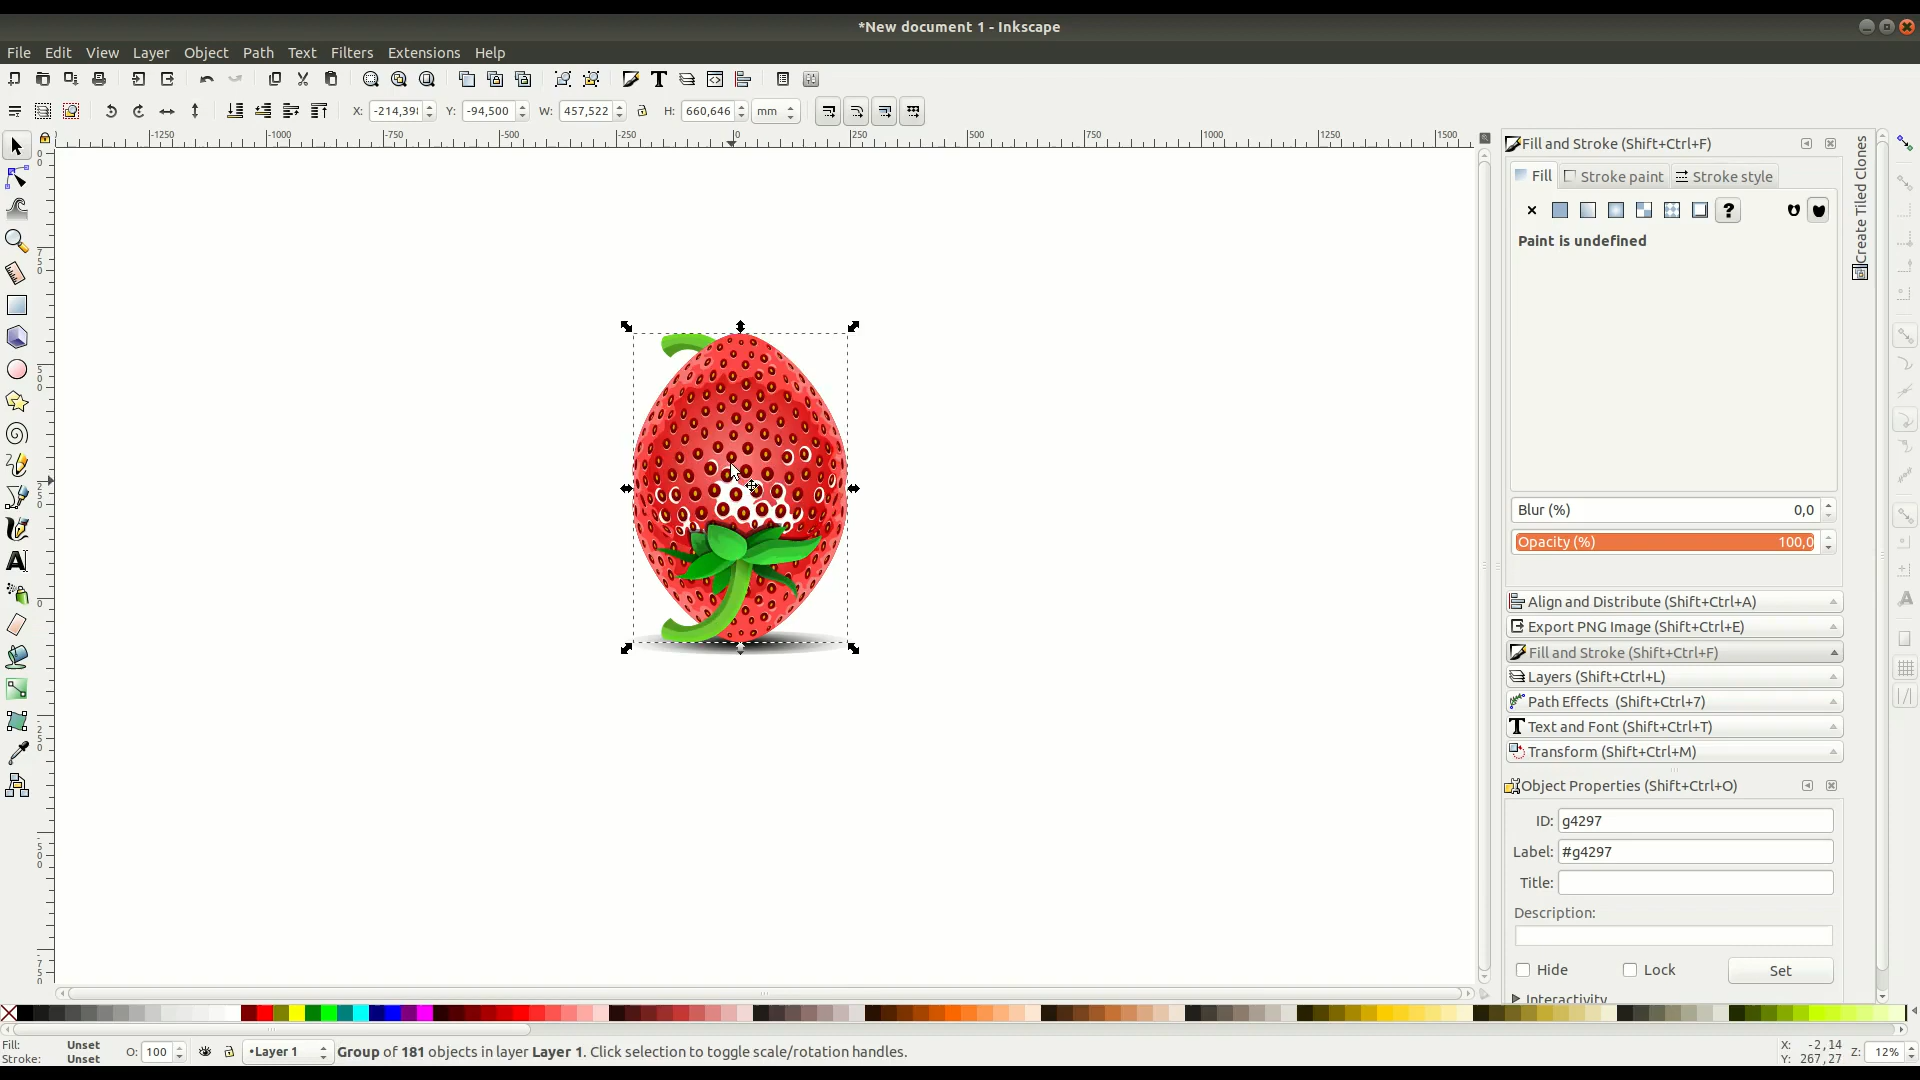 *New document 1 - Inkscape
File Edit View Layer Object Path Text Filters Extensions Help
X: -214,39 Y: -94,500 W: 457,522 H: 660,646 mm
-1250 -1000 -750 -500 -250 0 250 500 750 1000 1250 1500
Fill and Stroke (Shift+Ctrl+F)
Create Tiled Clones
Fill Stroke paint Stroke style
Paint is undefined
Blur (%) 0,0
Opacity (%) 100,0
Align and Distribute (Shift+Ctrl+A)
Export PNG Image (Shift+Ctrl+E)
Fill and Stroke (Shift+Ctrl+F)
Layers (Shift+Ctrl+L)
Path Effects (Shift+Ctrl+7)
Text and Font (Shift+Ctrl+T)
Transform (Shift+Ctrl+M)
Object Properties (Shift+Ctrl+O)
ID: g4297
Label: #g4297
Title:
Description:
Hide Lock Set
Interactivity
Fill: Unset
Stroke: Unset
O: 100 •Layer 1 Group of 181 objects in layer Layer 1. Click selection to toggle scale/rotation handles.
X: -2,14
Y: 267,27
Z: 12%